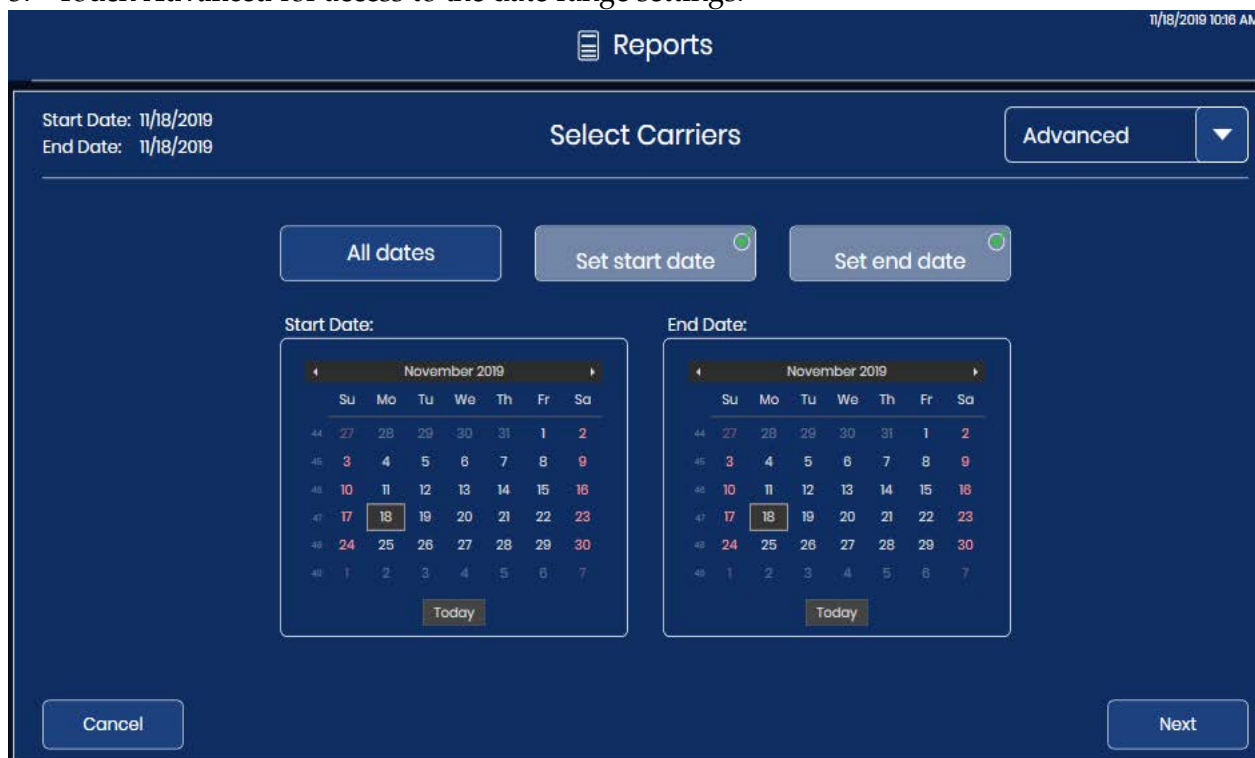 Touch Advanced for access to the date range settings.
11/18/2019 10:16 AM
Reports
Start Date: 11/18/2019
End Date: 11/18/2019
Select Carriers
Advanced
All dates
Set start date
Set end date
Start Date:
November 2019
Su Mo Tu We Th Fr Sa
44 27 28 29 30 31 1 2
45 3 4 5 6 7 8 9
46 10 11 12 13 14 15 16
47 17 18 19 20 21 22 23
48 24 25 26 27 28 29 30
49 1 2 3 4 5 6 7
Today
End Date:
November 2019
Su Mo Tu We Th Fr Sa
44 27 28 29 30 31 1 2
45 3 4 5 6 7 8 9
46 10 11 12 13 14 15 16
47 17 18 19 20 21 22 23
48 24 25 26 27 28 29 30
49 1 2 3 4 5 6 7
Today
Cancel
Next